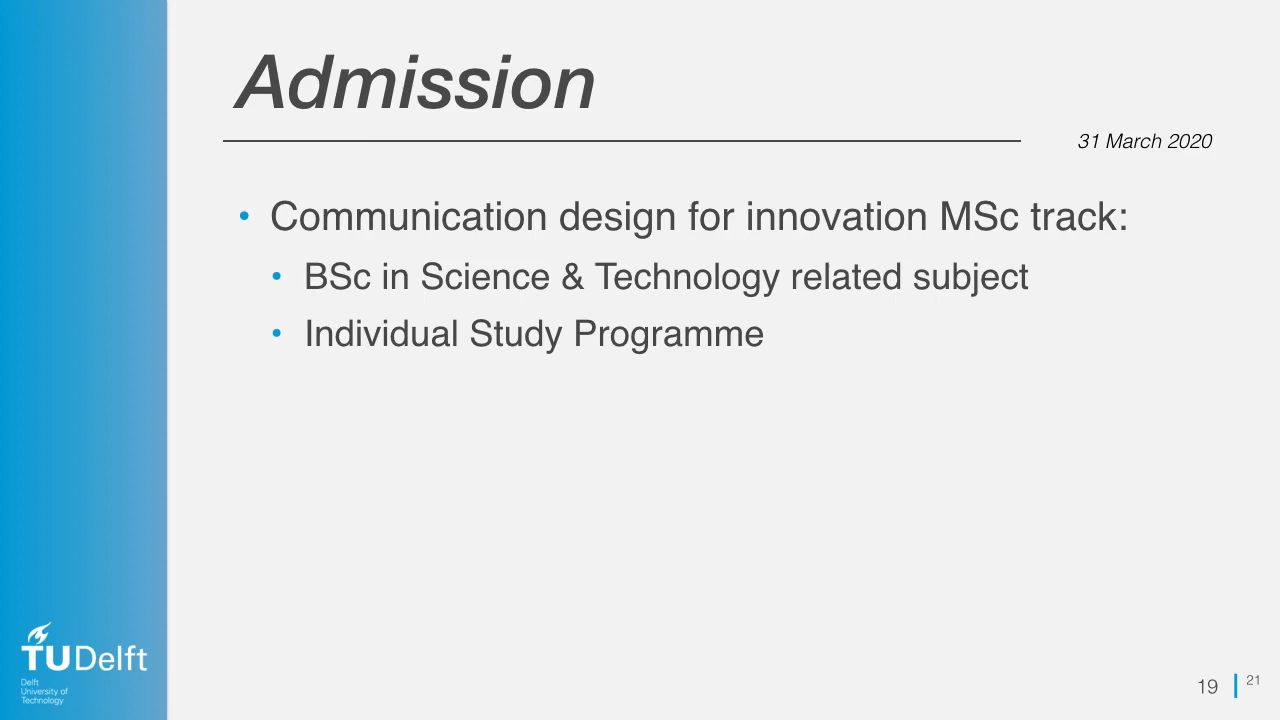 Admission
31 March 2020
• Communication design for innovation MSc track:
• BSc in Science & Technology related subject
• Individual Study Programme
TUDelft
Delft
University of
Technology
19 21